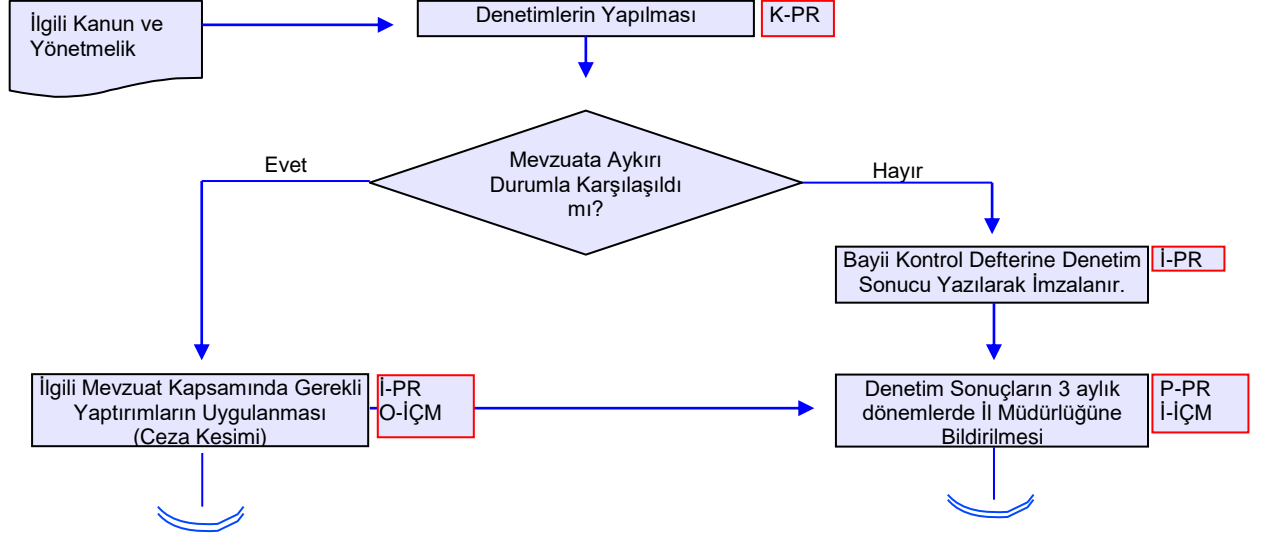 İlgili Kanun ve
Yönetmelik
Denetimlerin Yapılması
K-PR
Mevzuata Aykırı
Durumla Karşılaşıldı
mı?
Evet
Hayır
Bayii Kontrol Defterine Denetim
Sonucu Yazılarak İmzalanır.
İ-PR
İlgili Mevzuat Kapsamında Gerekli
Yaptırımların Uygulanması
(Ceza Kesimi)
İ-PR
O-İÇM
Denetim Sonuçların 3 aylık
dönemlerde İl Müdürlüğüne
Bildirilmesi
P-PR
İ-İÇM